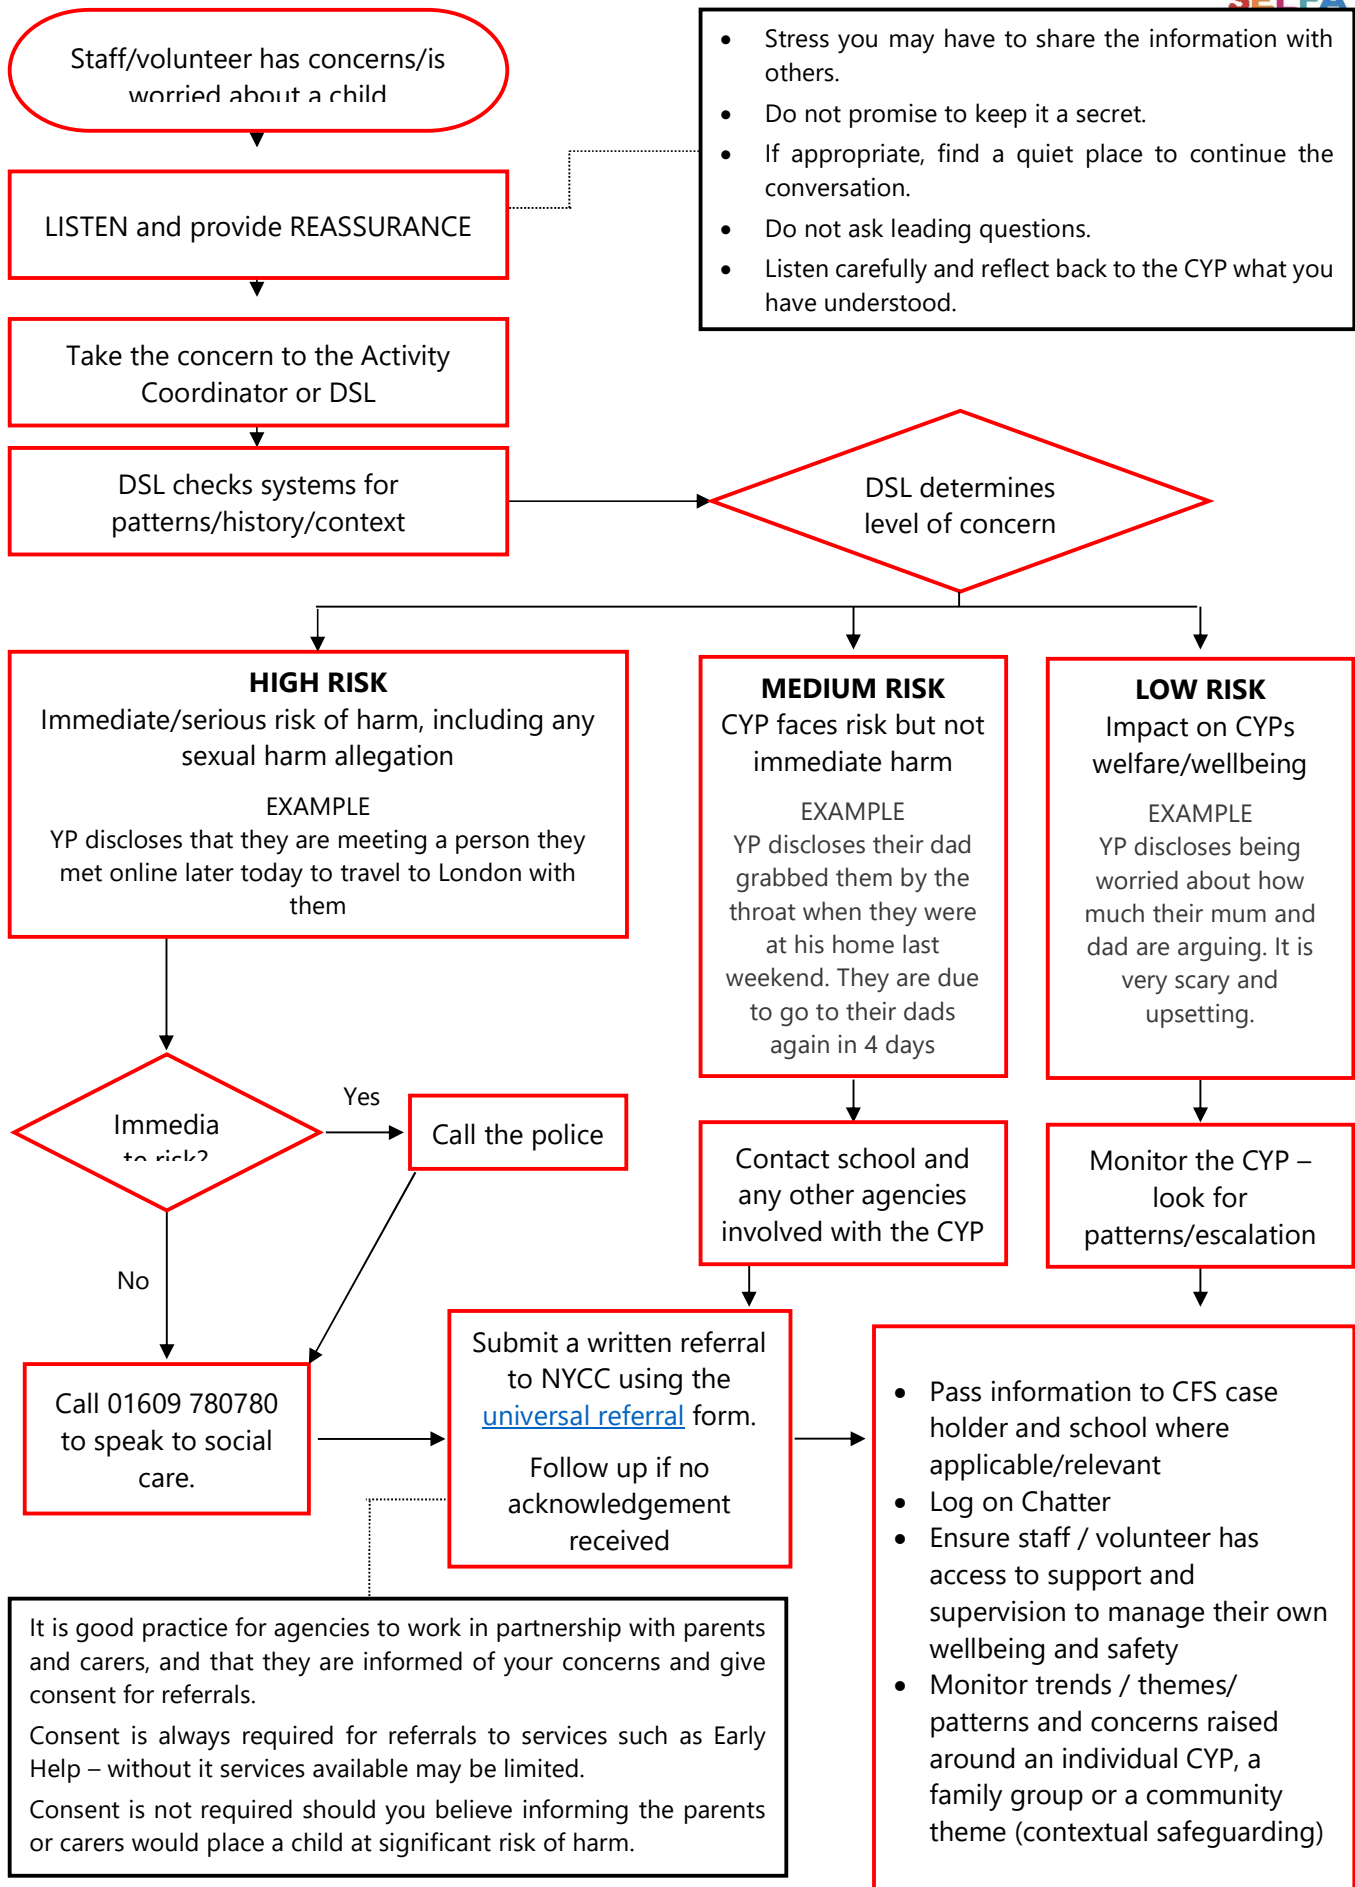 SELFA
Staff/volunteer has concerns/is
worried about a child
• Stress you may have to share the information with
others.
• Do not promise to keep it a secret.
• If appropriate, find a quiet place to continue the
conversation.
• Do not ask leading questions.
• Listen carefully and reflect back to the CYP what you
have understood.
LISTEN and provide REASSURANCE
Take the concern to the Activity
Coordinator or DSL
DSL checks systems for
patterns/history/context
DSL determines
level of concern
HIGH RISK
Immediate/serious risk of harm, including any
sexual harm allegation
EXAMPLE
YP discloses that they are meeting a person they
met online later today to travel to London with
them
MEDIUM RISK
CYP faces risk but not
immediate harm
EXAMPLE
YP discloses their dad
grabbed them by the
throat when they were
at his home last
weekend. They are due
to go to their dads
again in 4 days
LOW RISK
Impact on CYPs
welfare/wellbeing
EXAMPLE
YP discloses being
worried about how
much their mum and
dad are arguing. It is
very scary and
upsetting.
Immedia
te risk?
Yes
Call the police
No
Contact school and
any other agencies
involved with the CYP
Monitor the CYP –
look for
patterns/escalation
Call 01609 780780
to speak to social
care.
Submit a written referral
to NYCC using the
universal referral form.
Follow up if no
acknowledgement
received
• Pass information to CFS case
holder and school where
applicable/relevant
• Log on Chatter
• Ensure staff / volunteer has
access to support and
supervision to manage their own
wellbeing and safety
• Monitor trends / themes/
patterns and concerns raised
around an individual CYP, a
family group or a community
theme (contextual safeguarding)
It is good practice for agencies to work in partnership with parents
and carers, and that they are informed of your concerns and give
consent for referrals.
Consent is always required for referrals to services such as Early
Help – without it services available may be limited.
Consent is not required should you believe informing the parents
or carers would place a child at significant risk of harm.